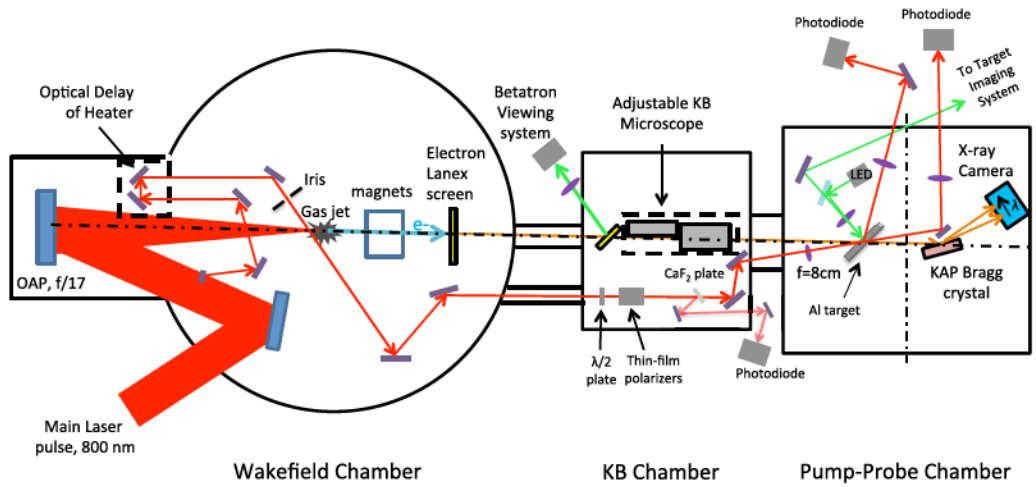 Photodiode
Photodiode
To Target
Imaging
System
Optical Delay
of Heater
Betatron
Viewing
system
Adjustable KB
Microscope
Iris
magnets
Electron
Lanex
screen
Gas jet
e-
LED
X-ray
Camera
OAP, f/17
CaF2 plate
f=8cm
Al target
KAP Bragg
crystal
λ/2
plate
Thin-film
polarizers
Photodiode
Main Laser
pulse, 800 nm
Wakefield Chamber
KB Chamber
Pump-Probe Chamber